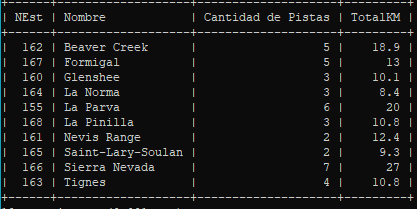 NEst | Nombre | Cantidad de Pistas | TotalKM
162 | Beaver Creek | 5 | 18.9
167 | Formigal | 5 | 13
160 | Glenshee | 3 | 10.1
164 | La Norma | 3 | 8.4
155 | La Parva | 6 | 20
168 | La Pinilla | 3 | 10.8
161 | Nevis Range | 2 | 12.4
165 | Saint-Lary-Soulan | 2 | 9.3
166 | Sierra Nevada | 7 | 27
163 | Tignes | 4 | 10.8